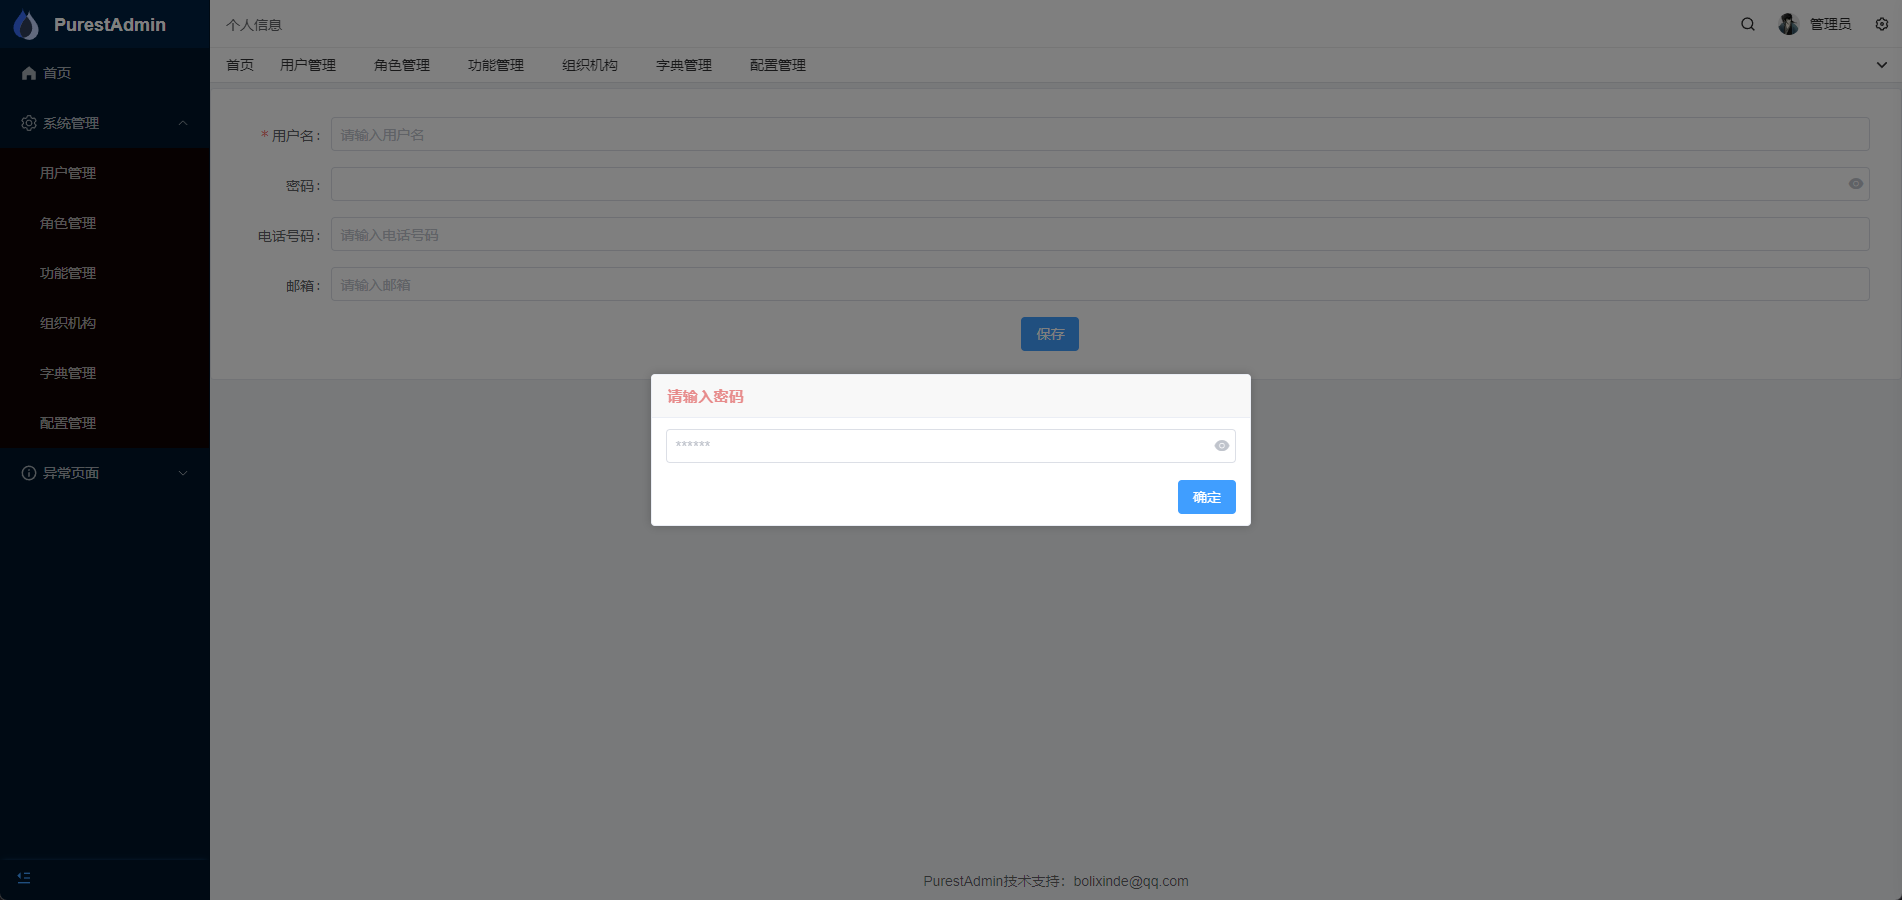 PurestAdmin
首页
系统管理
用户管理
角色管理
功能管理
组织机构
字典管理
配置管理
异常页面
个人信息
管理员
首页 用户管理 角色管理 功能管理 组织机构 字典管理 配置管理
* 用户名: 请输入用户名
密码:
电话号码: 请输入电话号码
邮箱: 请输入邮箱
保存
请输入密码
******
确定
PurestAdmin技术支持：bolixinde@qq.com